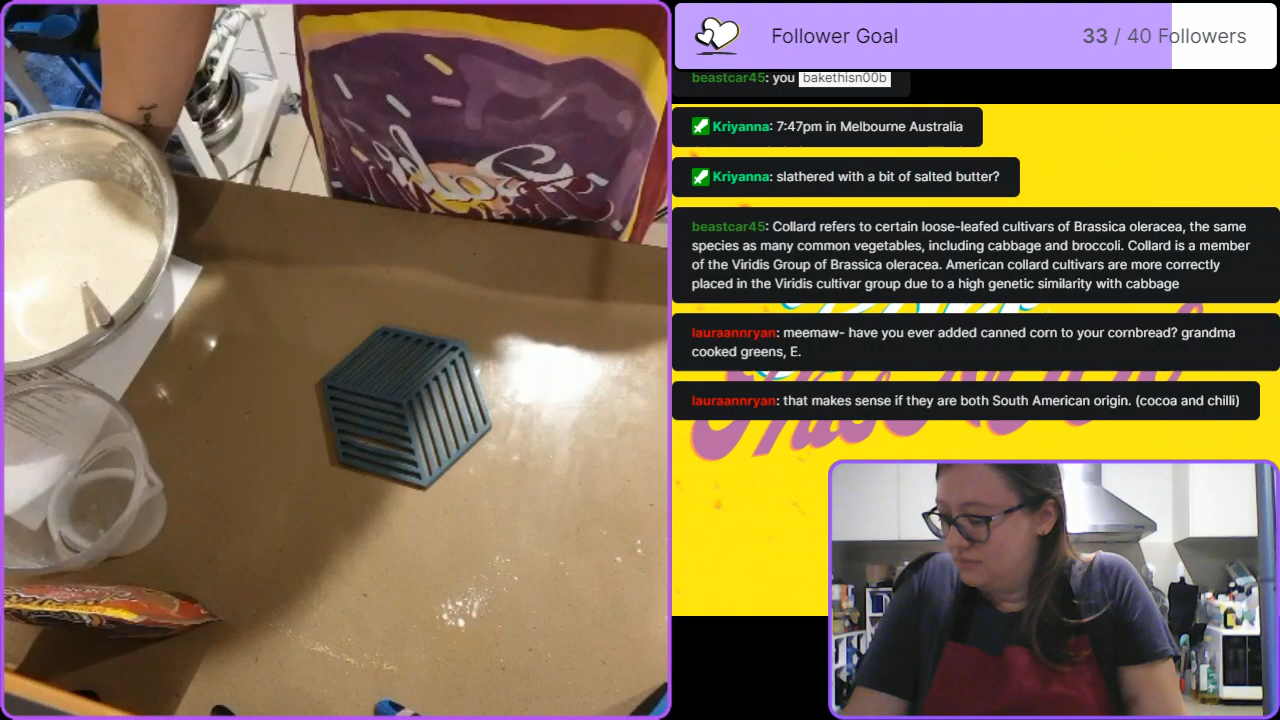 Follower Goal
33 / 40 Followers
beastcar45: you bakethisn00b
Kriyanna: 7:47pm in Melbourne Australia
Kriyanna: slathered with a bit of salted butter?
beastcar45: Collard refers to certain loose-leafed cultivars of Brassica oleracea, the same
species as many common vegetables, including cabbage and broccoli. Collard is a member
of the Viridis Group of Brassica oleracea. American collard cultivars are more correctly
placed in the Viridis cultivar group due to a high genetic similarity with cabbage
lauraannryan: meemaw- have you ever added canned corn to your cornbread? grandma
cooked greens, E.
lauraannryan: that makes sense if they are both South American origin. (cocoa and chilli)